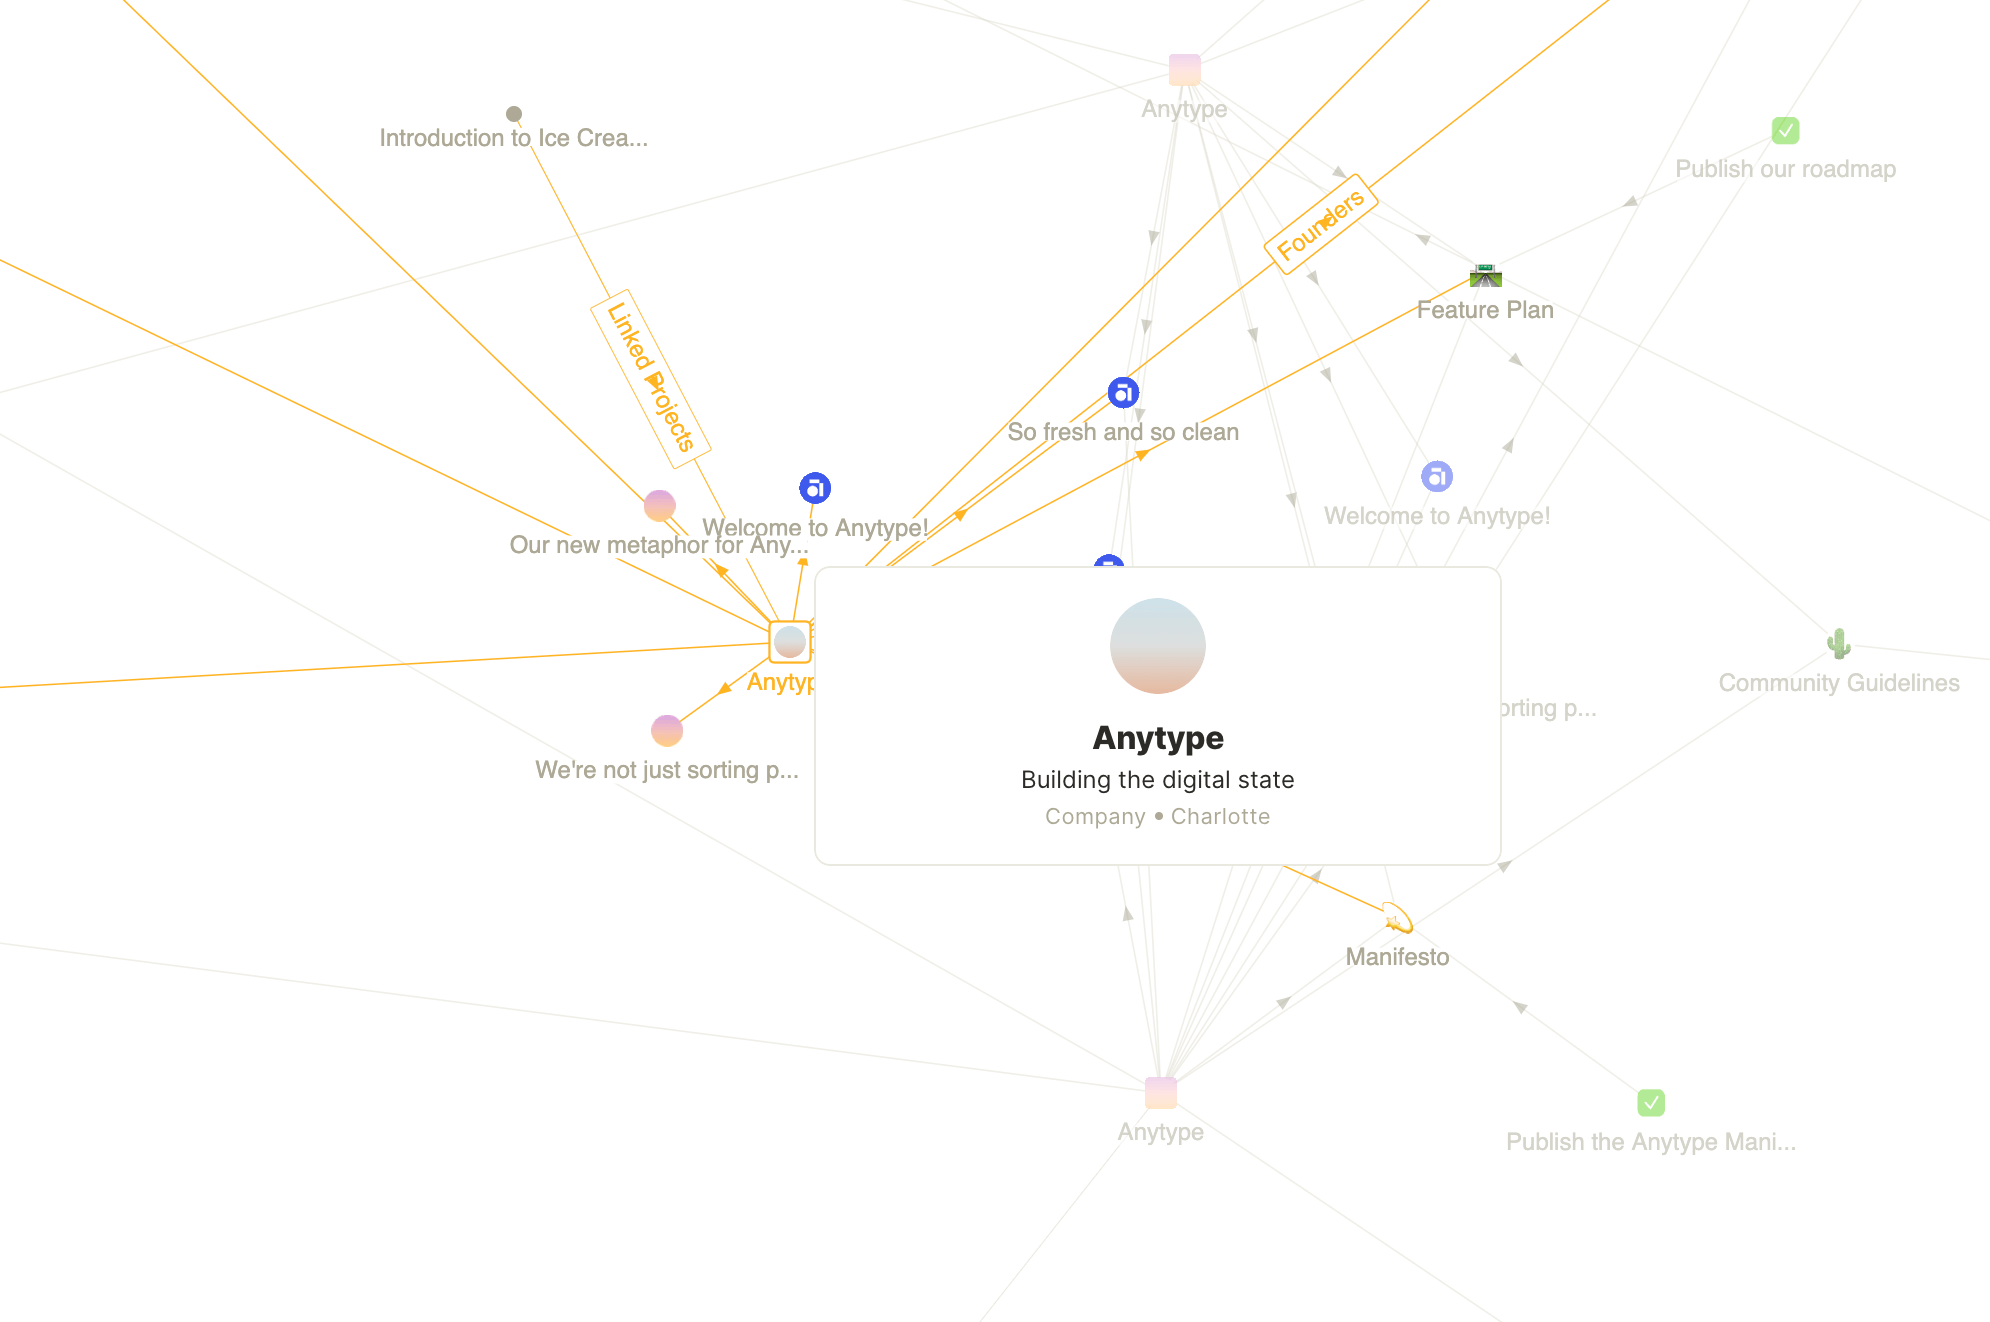 Anytype
Introduction to Ice Crea...
Publish our roadmap
Founders
Feature Plan
Linked Projects
So fresh and so clean
Welcome to Anytype!
Welcome to Anytype!
Our new metaphor for Any...
Anytyp
Community Guidelines
orting p...
Anytype
We're not just sorting p...
Building the digital state
Company • Charlotte
Manifesto
Anytype
Publish the Anytype Mani...